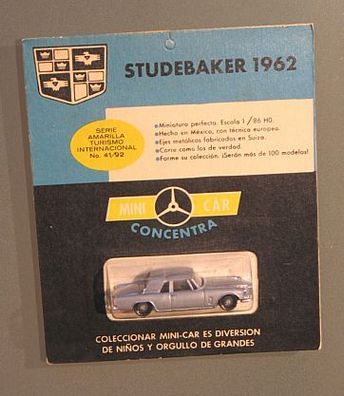 STUDEBAKER 1962
SERIE
AMARILLA
TURISMO
INTERNACIONAL
No. 41/92
Miniatura perfecta. Escala 1/86 HO.
Hecho en México, con técnica europea.
Ejes metálicos fabricados en Suiza.
Corre como los de verdad.
Forme su colección. ¡Serán más de 100 modelos!
MINI CAR
CONCENTRA
COLECCIONAR MINI-CAR ES DIVERSION
DE NIÑOS Y ORGULLO DE GRANDES